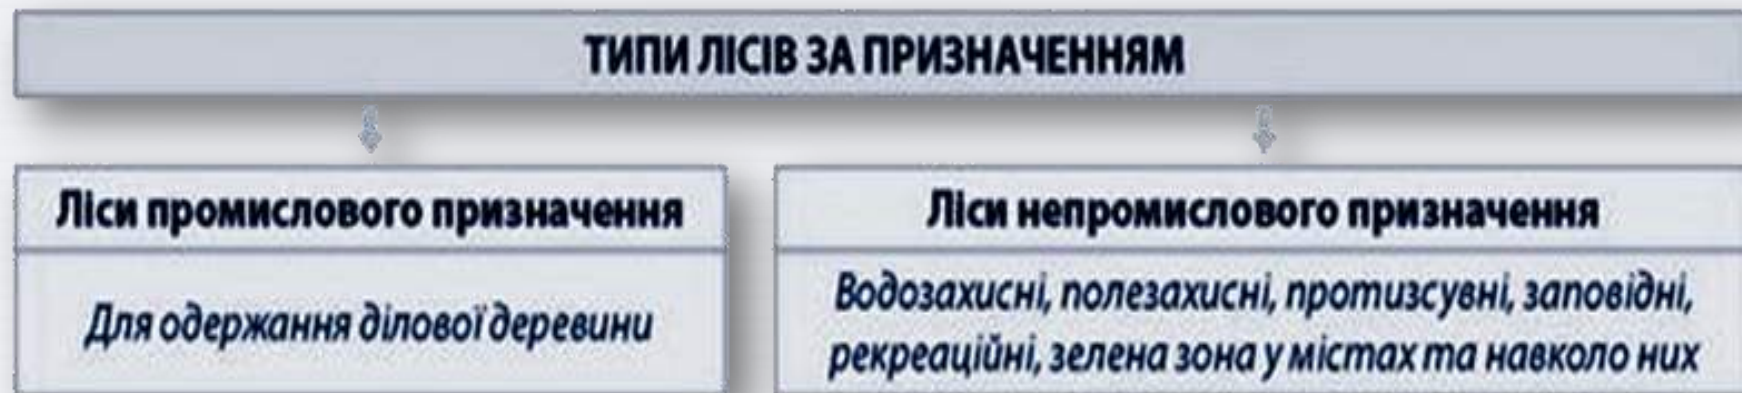 ТИПИ ЛІСІВ ЗА ПРИЗНАЧЕННЯМ
Ліси промислового призначення
Для одержання ділової деревини
Ліси непромислового призначення
Водозахисні, полезахисні, протизсувні, заповідні,
рекреаційні, зелена зона у містах та навколо них